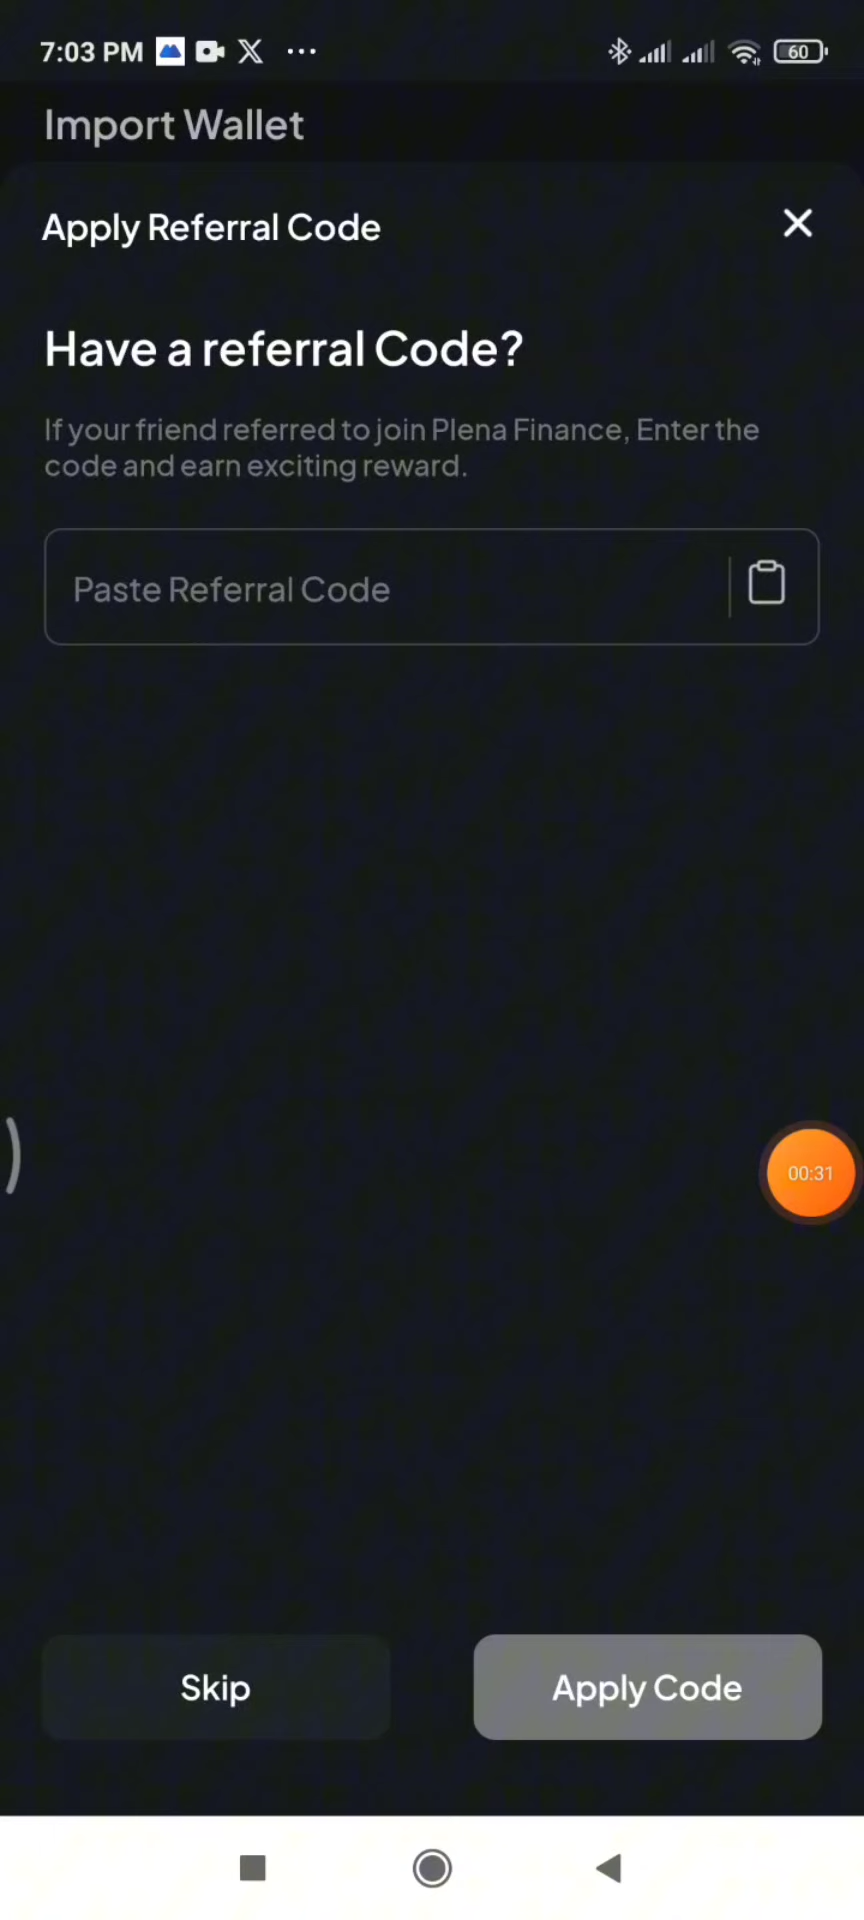 7:03 PM X ... 60
Import Wallet
Apply Referral Code
Have a referral Code?
If your friend referred to join Plena Finance, Enter the
code and earn exciting reward.
Paste Referral Code
00:31
Skip
Apply Code